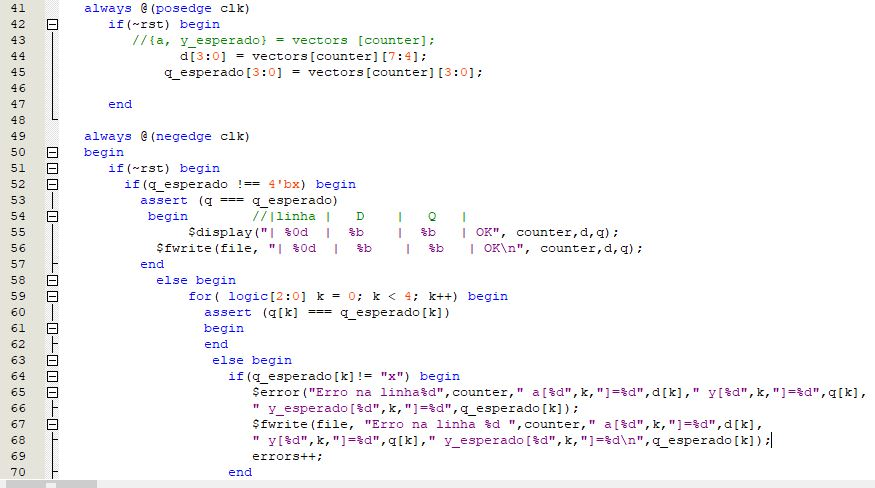 41 always @(posedge clk)
42 if(~rst) begin
43 //{a, y_esperado} = vectors [counter];
44 d[3:0] = vectors[counter][7:4];
45 q_esperado[3:0] = vectors[counter][3:0];
46
47 end
48
49 always @(negedge clk)
50 begin
51 if(~rst) begin
52 if(q_esperado !== 4'bx) begin
53 assert (q === q_esperado)
54 begin //|linha | D | Q |
55 $display("| %0d | %b | %b | OK", counter,d,q);
56 $fwrite(file, "| %0d | %b | %b | OK\n", counter,d,q);
57 end
58 else begin
59 for( logic[2:0] k = 0; k < 4; k++) begin
60 assert (q[k] === q_esperado[k])
61 begin
62 end
63 else begin
64 if(q_esperado[k]!= "x") begin
65 $error("Erro na linha%d",counter," a[%d",k,"]=%d",d[k]," y[%d",k,"]=%d",q[k],
66 " y_esperado[%d",k,"]=%d",q_esperado[k]);
67 $fwrite(file, "Erro na linha %d ",counter," a[%d",k,"]=%d",d[k],
68 " y[%d",k,"]=%d",q[k]," y_esperado[%d",k,"]=%d\n",q_esperado[k]);
69 errors++;
70 end